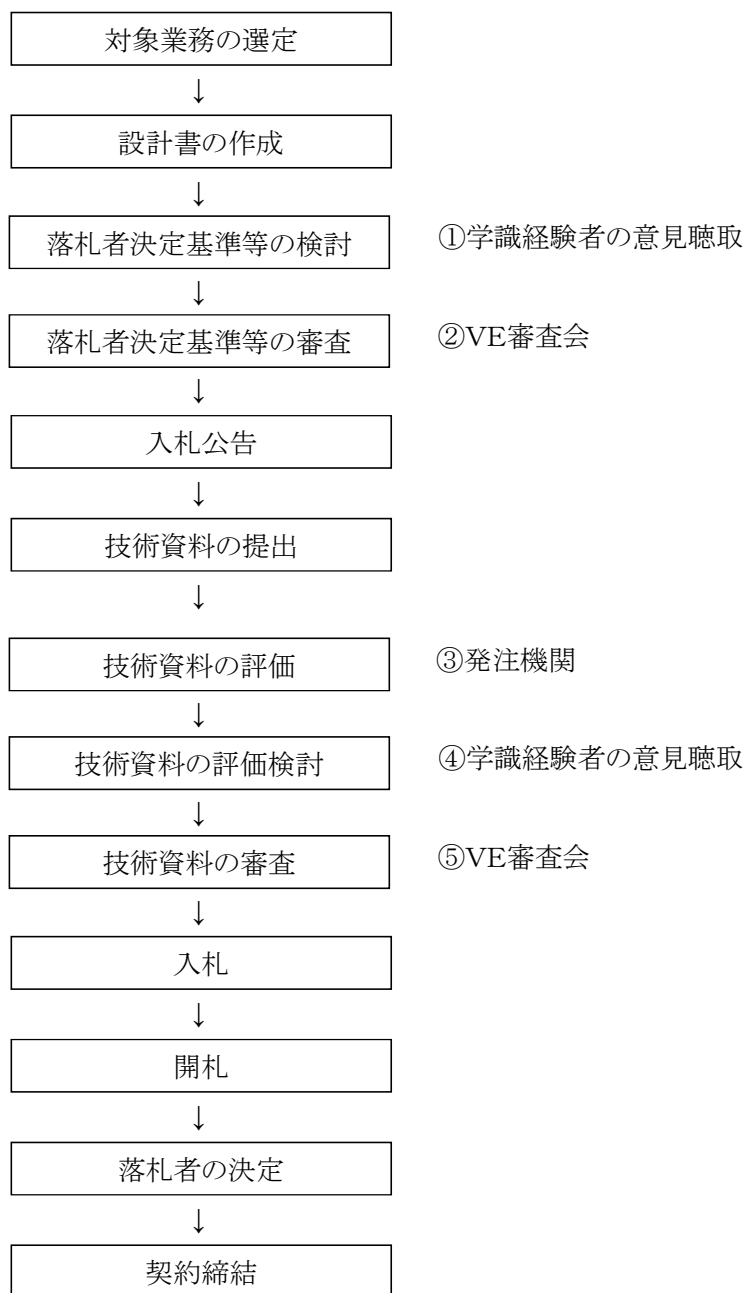 対象業務の選定
↓
設計書の作成
↓
落札者決定基準等の検討 ①学識経験者の意見聴取
↓
落札者決定基準等の審査 ②VE審査会
↓
入札公告
↓
技術資料の提出
↓
技術資料の評価 ③発注機関
↓
技術資料の評価検討 ④学識経験者の意見聴取
↓
技術資料の審査 ⑤VE審査会
↓
入札
↓
開札
↓
落札者の決定
↓
契約締結